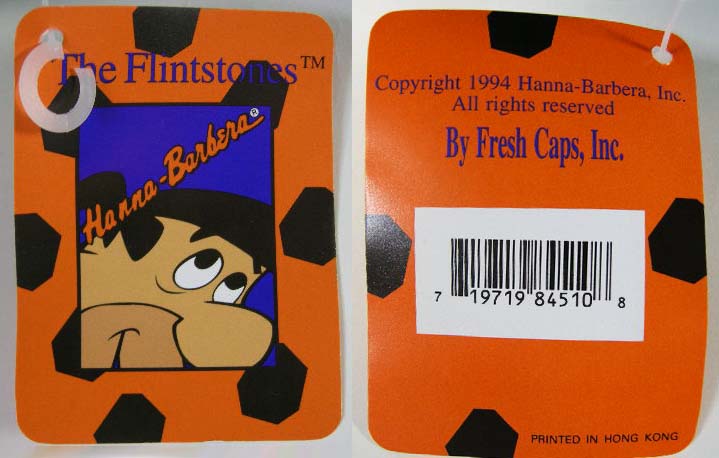 The Flintstones™
Hanna-Barbera®
Copyright 1994 Hanna-Barbera, Inc.
All rights reserved
By Fresh Caps, Inc.
7 19719 84510 8
PRINTED IN HONG KONG